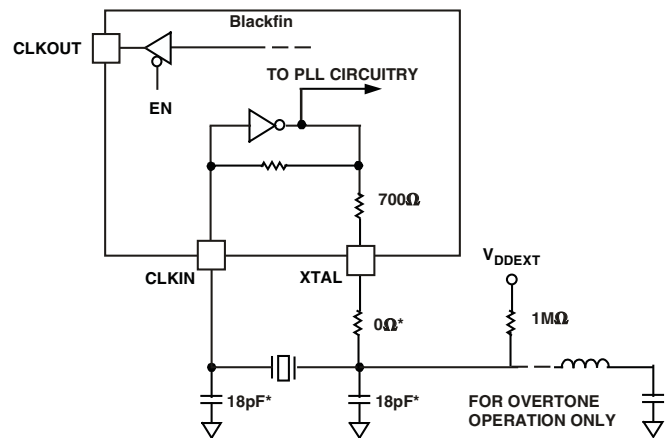 Blackfin
CLKOUT
TO PLL CIRCUITRY
EN
700Ω
CLKIN
XTAL
V_DDEXT
0Ω*
1MΩ
18pF*
18pF*
FOR OVERTONE
OPERATION ONLY